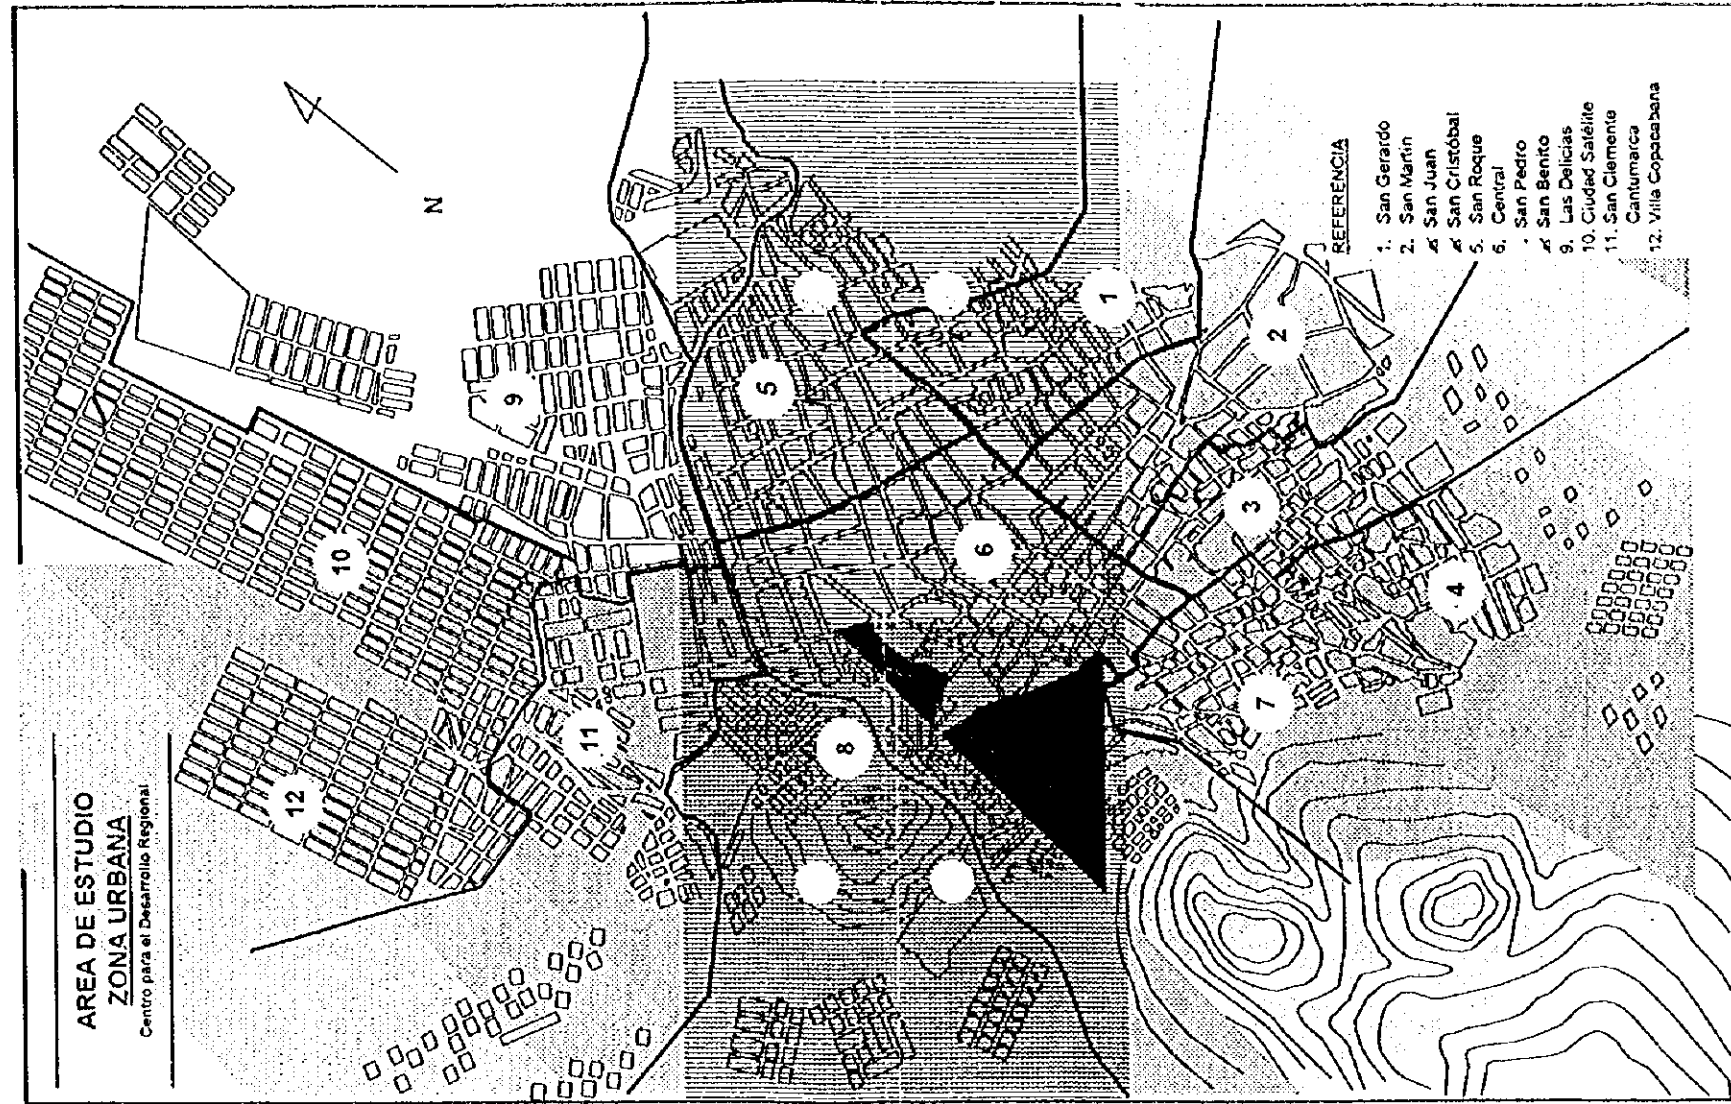 AREA DE ESTUDIO
ZONA URBANA
Centro para el Desarrollo Regional
N
REFERENCIA
1. San Gerardo
2. San Martín
San Juan
San Cristóbal
5. San Roque
6. Central
San Pedro
San Benito
9. Las Delicias
10. Ciudad Satélite
11. San Clemente
Cantumarca
12. Villa Copacabana
1
2
3
4
5
6
7
8
9
10
11
12